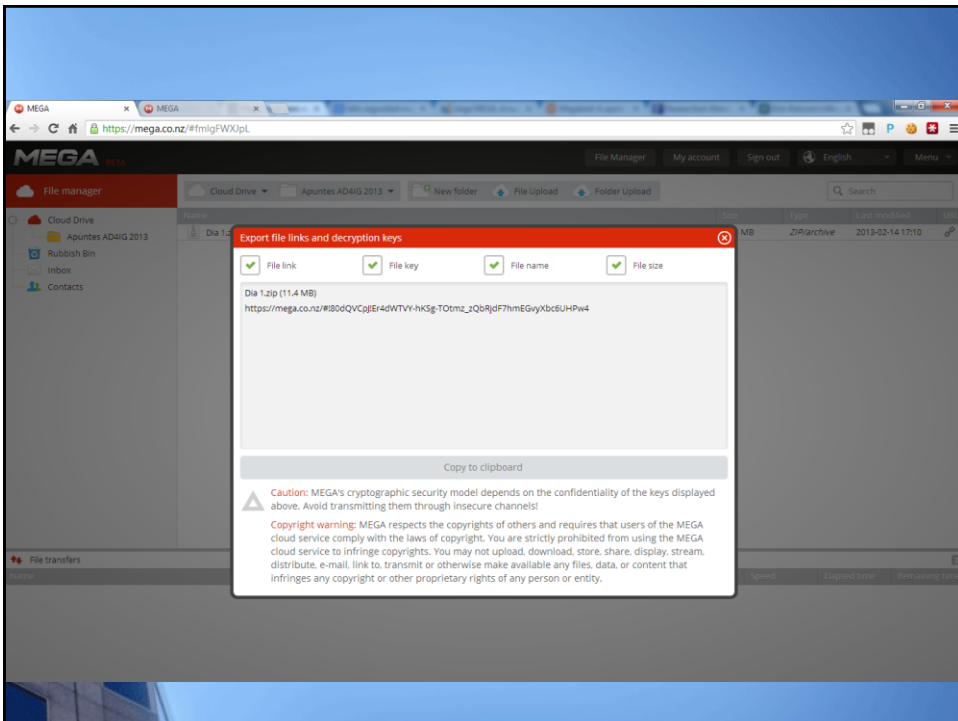 MEGA
MEGA
https://mega.co.nz/#fmIgFWXJpL
MEGA BETA
File Manager
My account
Sign out
English
Menu
File manager
Cloud Drive
Apuntes AD4IG 2013
New folder
File Upload
Folder Upload
Search
Cloud Drive
Apuntes AD4IG 2013
Rubbish Bin
Inbox
Contacts
Name
Size
Type
Last modified
Dia 1.z
MB
ZIP/archive
2013-02-14 17:10
Export file links and decryption keys
File link
File key
File name
File size
Dia 1.zip (11.4 MB)
https://mega.co.nz/#!80dQVCpJ!Er4dWTVY-hKSg-TOtmz_zQbRjdF7hmEGvyXbc6UHPw4
Copy to clipboard
Caution: MEGA's cryptographic security model depends on the confidentiality of the keys displayed
above. Avoid transmitting them through insecure channels!
Copyright warning: MEGA respects the copyrights of others and requires that users of the MEGA
cloud service comply with the laws of copyright. You are strictly prohibited from using the MEGA
cloud service to infringe copyrights. You may not upload, download, store, share, display, stream,
distribute, e-mail, link to, transmit or otherwise make available any files, data, or content that
infringes any copyright or other proprietary rights of any person or entity.
File transfers
Name
Speed
Elapsed time
Remaining time